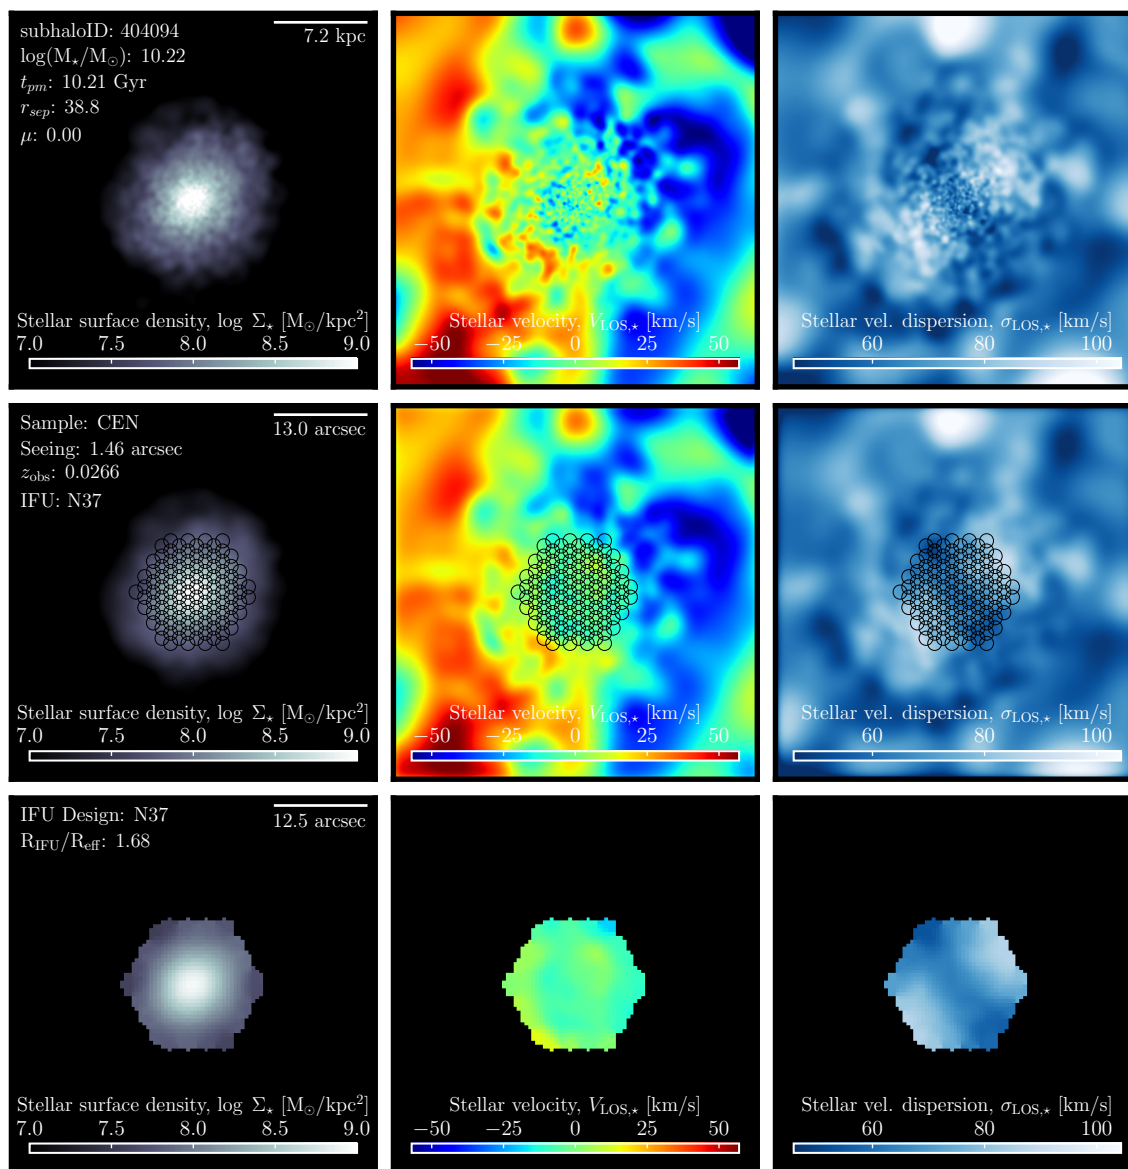 subhaloID: 404094
7.2 kpc
log(M⋆/M☉): 10.22
t_pm: 10.21 Gyr
r_sep: 38.8
μ: 0.00
Stellar surface density, log Σ⋆ [M☉/kpc²]
7.0 7.5 8.0 8.5 9.0
Stellar velocity, V_LOS,⋆ [km/s]
−50 −25 0 25 50
Stellar vel. dispersion, σ_LOS,⋆ [km/s]
60 80 100
Sample: CEN
13.0 arcsec
Seeing: 1.46 arcsec
z_obs: 0.0266
IFU: N37
Stellar surface density, log Σ⋆ [M☉/kpc²]
7.0 7.5 8.0 8.5 9.0
Stellar velocity, V_LOS,⋆ [km/s]
−50 −25 0 25 50
Stellar vel. dispersion, σ_LOS,⋆ [km/s]
60 80 100
IFU Design: N37
12.5 arcsec
R_IFU/R_eff: 1.68
Stellar surface density, log Σ⋆ [M☉/kpc²]
7.0 7.5 8.0 8.5 9.0
Stellar velocity, V_LOS,⋆ [km/s]
−50 −25 0 25 50
Stellar vel. dispersion, σ_LOS,⋆ [km/s]
60 80 100